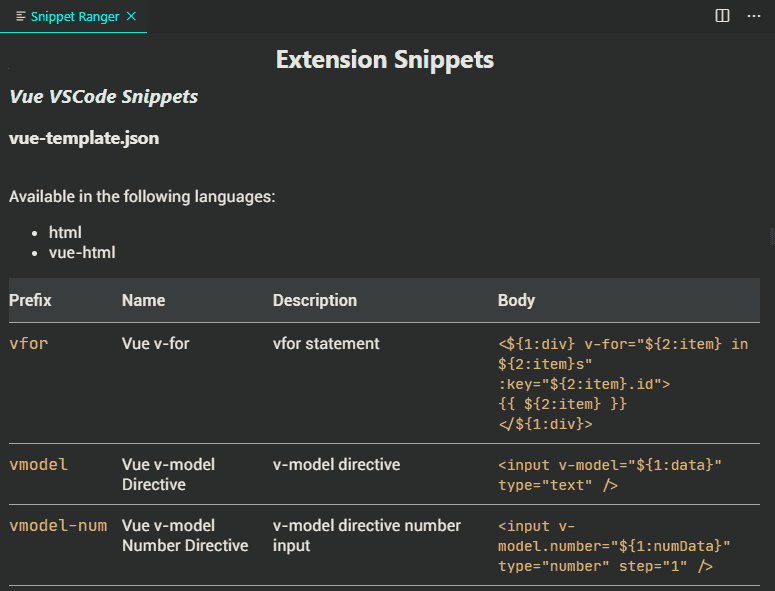 Snippet Ranger
Extension Snippets
Vue VSCode Snippets
vue-template.json
Available in the following languages:
• html
• vue-html
Prefix Name Description Body
vfor Vue v-for vfor statement <${1:div} v-for="${2:item} in
${2:item}s"
:key="${2:item}.id">
{{ ${2:item} }}
</${1:div}>
vmodel Vue v-model v-model directive <input v-model="${1:data}"
Directive type="text" />
vmodel-num Vue v-model v-model directive number <input v-
Number Directive input model.number="${1:numData}"
type="number" step="1" />